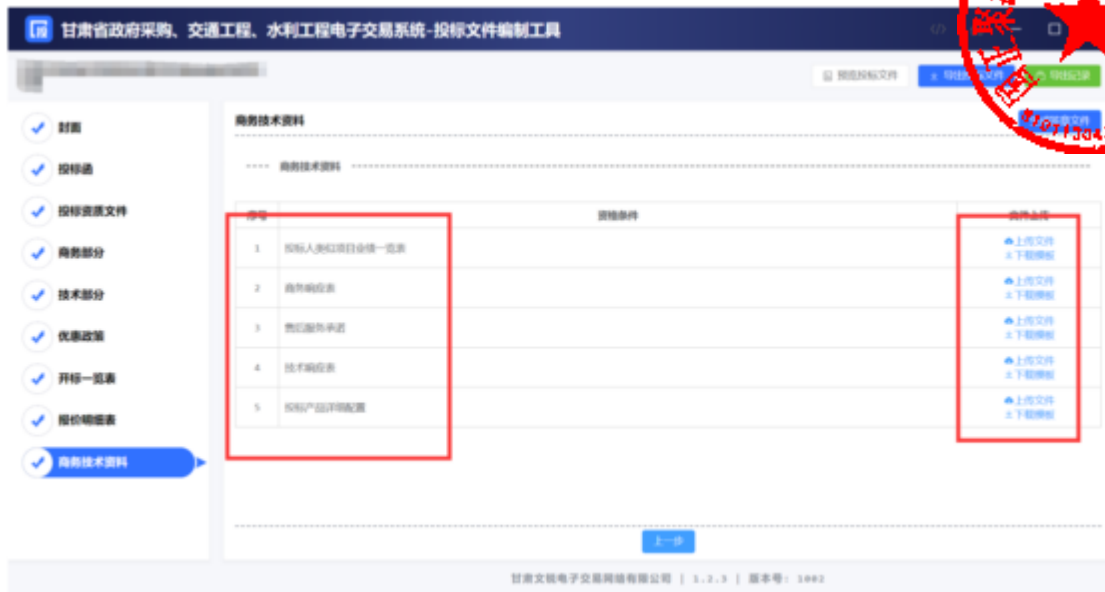 甘肃省政府采购、交通工程、水利工程电子交易系统-投标文件编制工具
预览投标文件
导出记录
封面
投标函
投标资质文件
商务部分
技术部分
优惠政策
开标一览表
报价明细表
商务技术资料
商务技术资料
商务技术资料
序号 资格条件 文件上传
1 投标人类似项目业绩一览表 上传文件 下载模板
2 商务响应表 上传文件 下载模板
3 售后服务承诺 上传文件 下载模板
4 技术响应表 上传文件 下载模板
5 投标产品详细配置 上传文件 下载模板
上一步
甘肃文锐电子交易网络有限公司 | 1.2.3 | 版本号: 1002